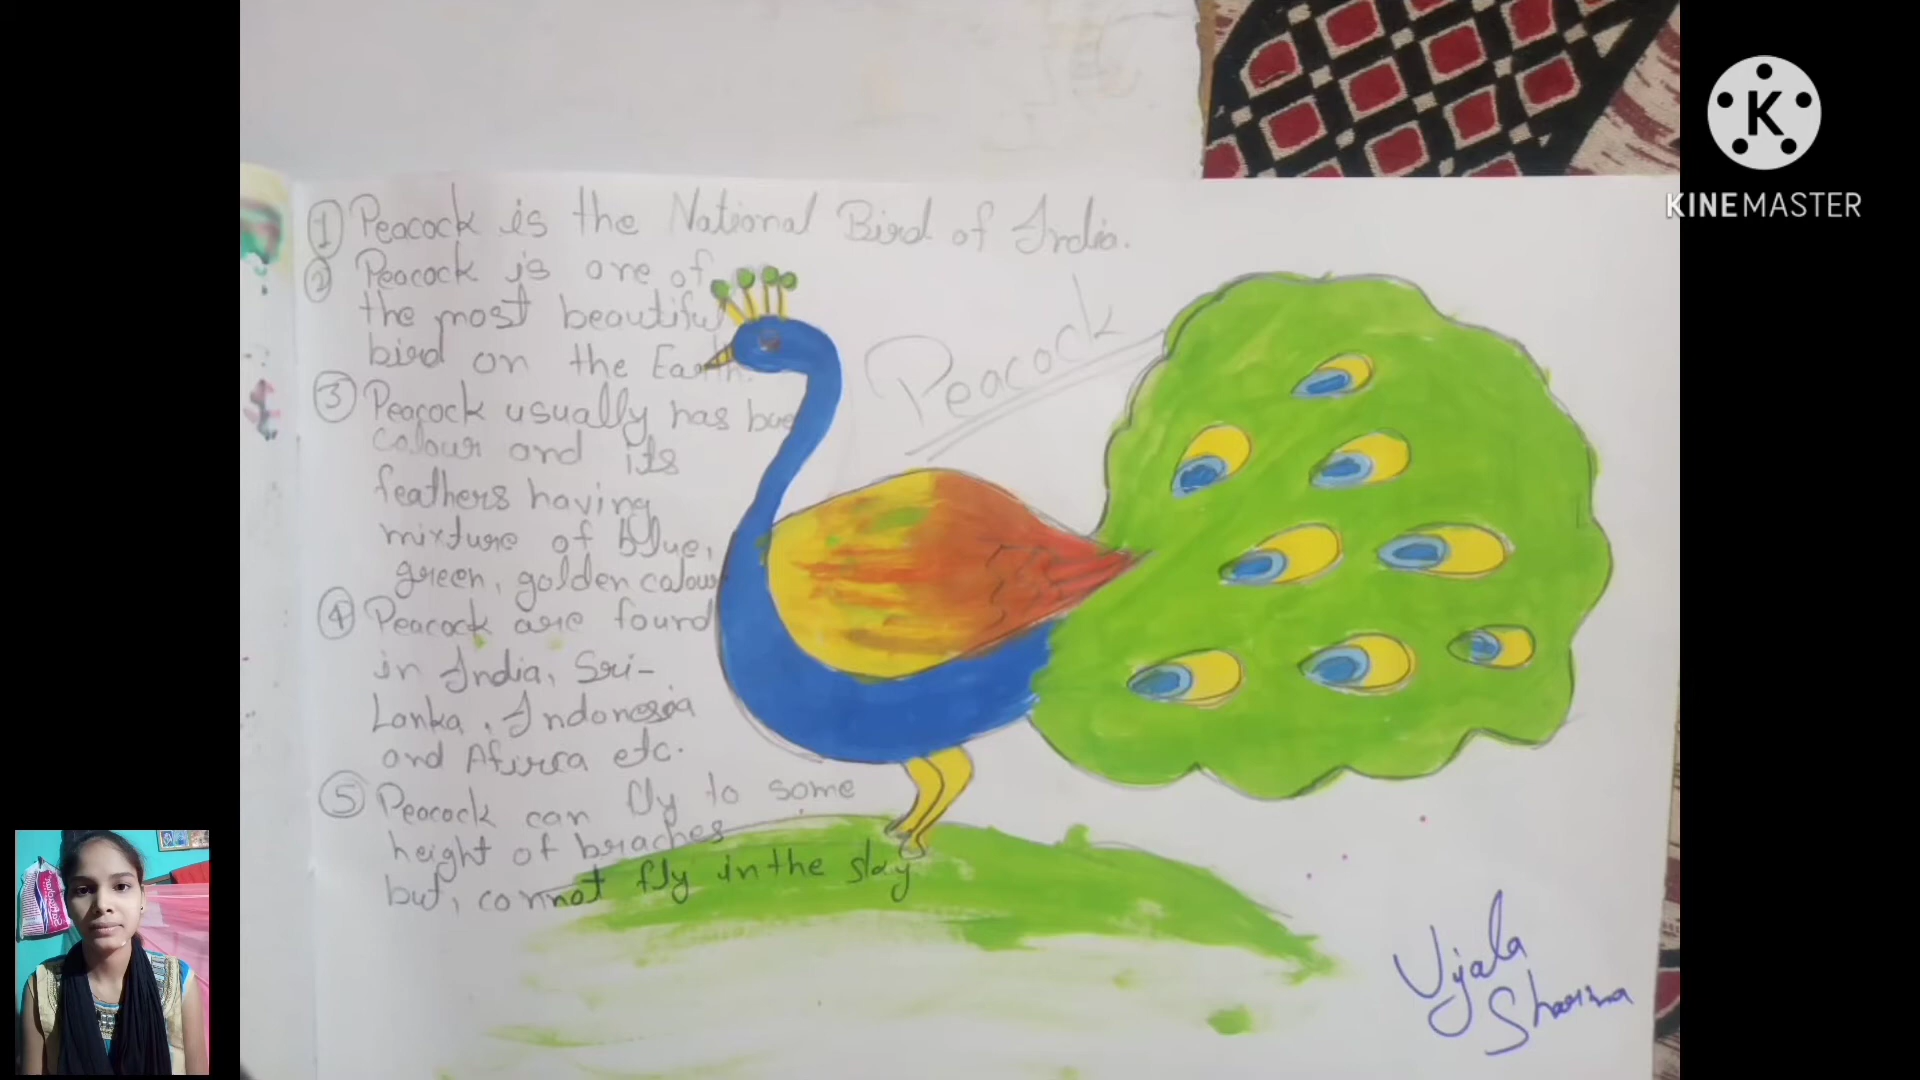 ① Peacock is the National Bird of India.
② Peacock is one of
the most beautiful
bird on the Earth.
③ Peacock usually has bue
colour and its
feathers having
mixture of blue,
green, golden colour
④ Peacock are found
in India, Sri-
Lanka, Indonesia
and Africa etc.
⑤ Peacock can fly to some
height of braches
but, connot fly in the sky
Peacock
Ujala
Sharma
K
KINEMASTER